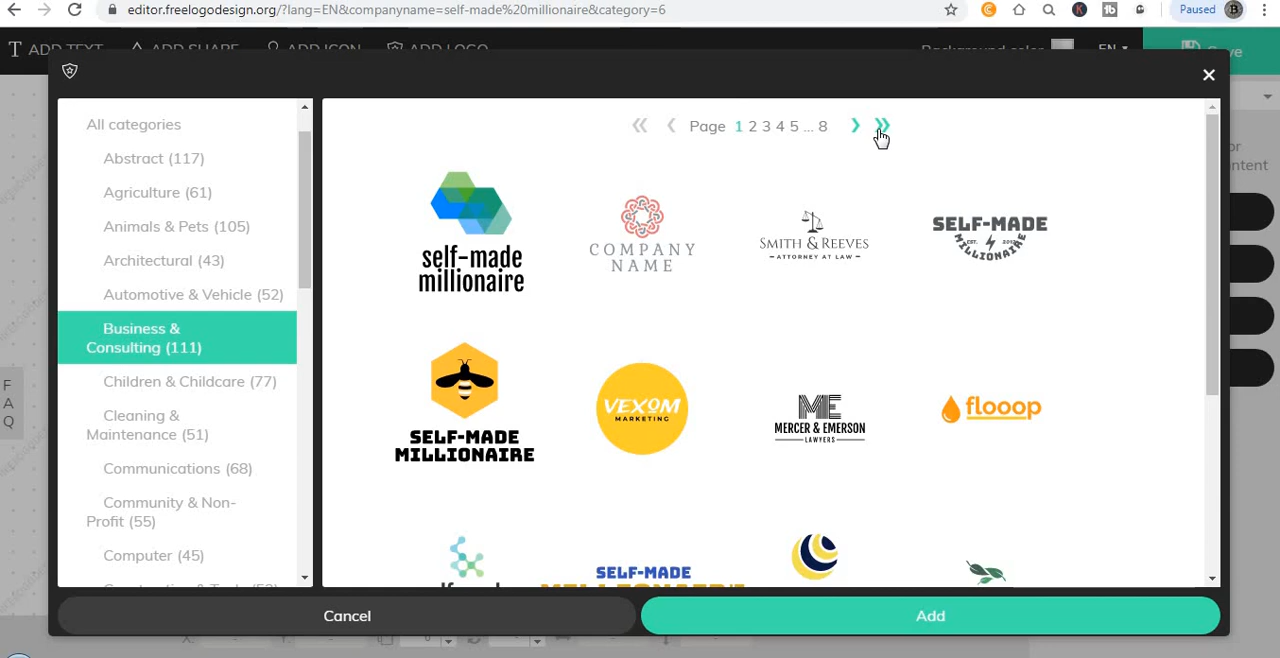 editor.freelogodesign.org/?lang=EN&companyname=self-made%20millionaire&category=6
Paused
T ADD TEXT ADD SHAPE ADD ICON ADD LOGO
Background color EN
All categories
Abstract (117)
Agriculture (61)
Animals & Pets (105)
Architectural (43)
Automotive & Vehicle (52)
Business &
Consulting (111)
Children & Childcare (77)
Cleaning &
Maintenance (51)
Communications (68)
Community & Non-
Profit (55)
Computer (45)
Page 1 2 3 4 5 ... 8
self-made
millionaire
COMPANY
NAME
SMITH & REEVES
- ATTORNEY AT LAW -
SELF-MADE
EST. 2012
MILLIONAIRE
SELF-MADE
MILLIONAIRE
VEXOM
MARKETING
ME
MERCER & EMERSON
LAWYERS
flooop
SELF-MADE
F
A
Q
Cancel
Add